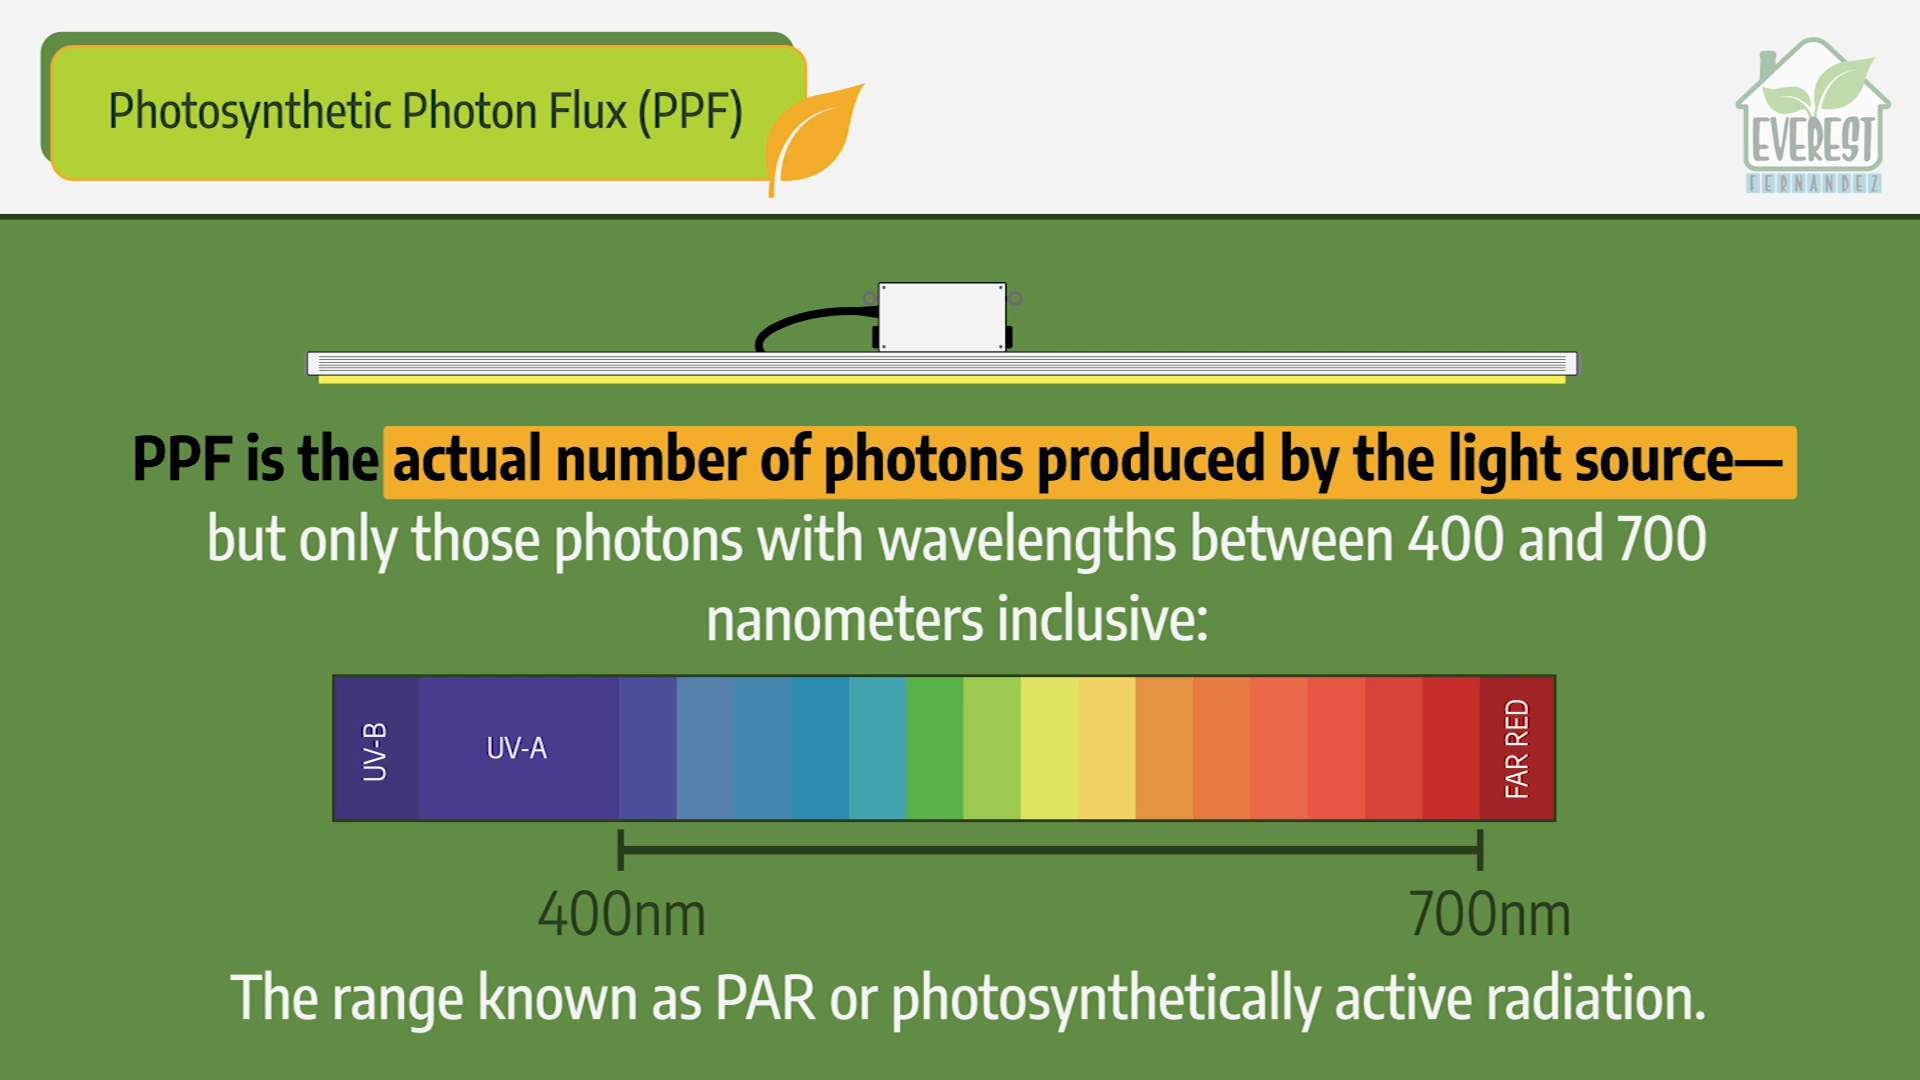 Photosynthetic Photon Flux (PPF)
EVEREST
FERNANDEZ
PPF is the actual number of photons produced by the light source—
but only those photons with wavelengths between 400 and 700
nanometers inclusive:
UV-B
UV-A
FAR RED
400nm
700nm
The range known as PAR or photosynthetically active radiation.